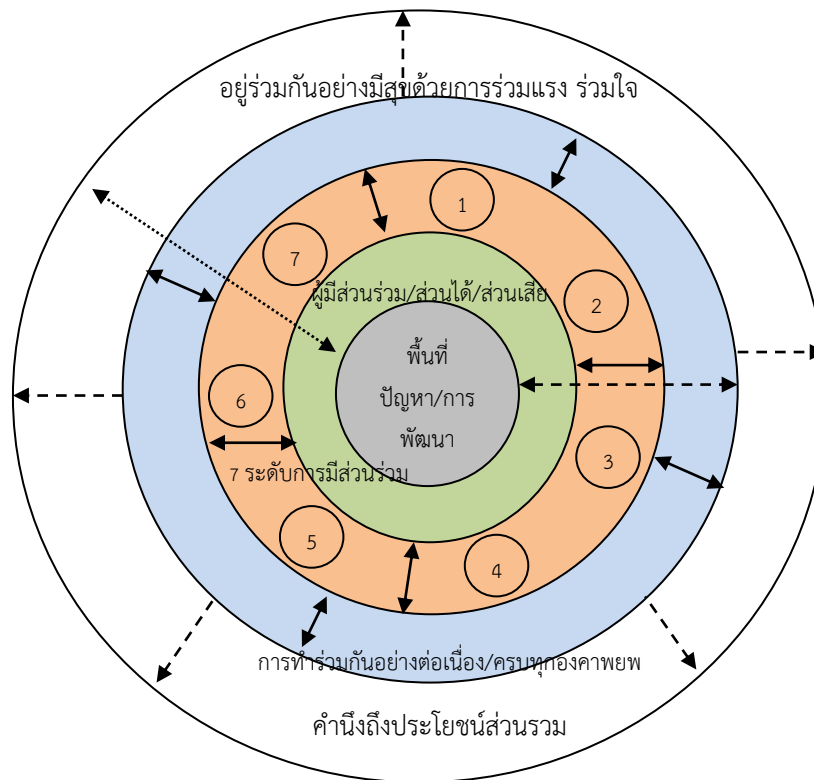 อยู่ร่วมกันอย่างมีสุขด้วยการร่วมแรง ร่วมใจ
1
7
ผู้มีส่วนร่วม/ส่วนได้/ส่วนเสีย
2
พื้นที่
ปัญหา/การ
พัฒนา
6
3
7 ระดับการมีส่วนร่วม
5
4
การทำร่วมกันอย่างต่อเนื่อง/ครบทุกองคาพยพ
คำนึงถึงประโยชน์ส่วนรวม